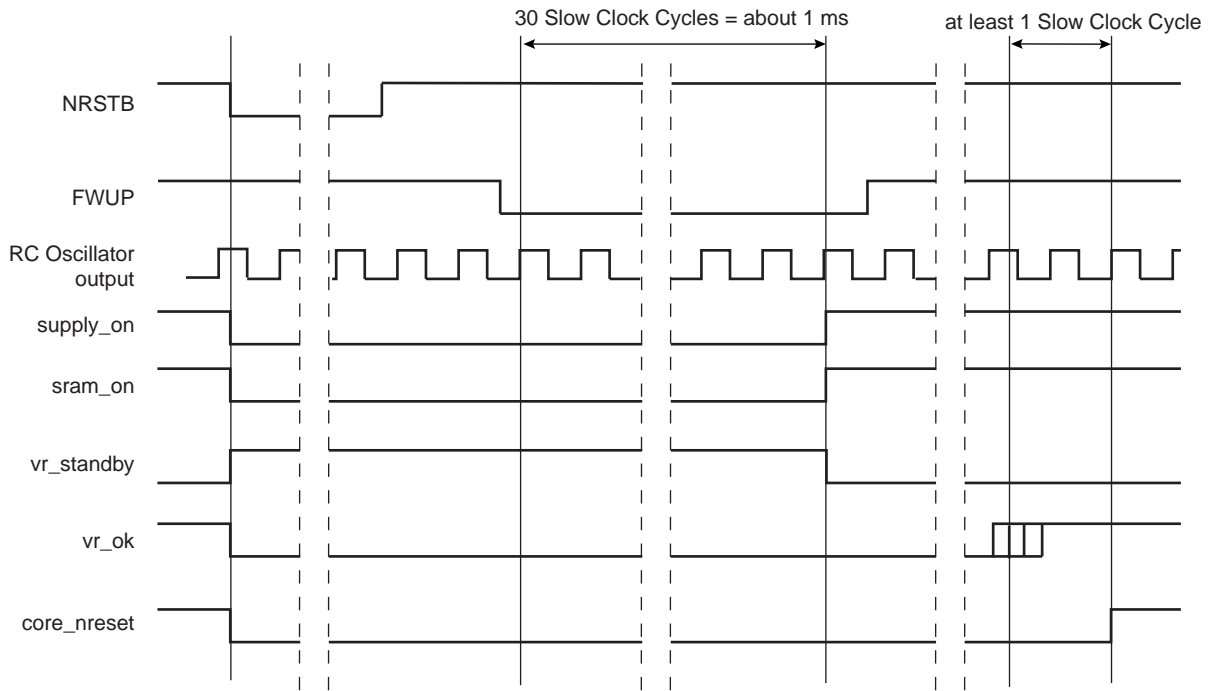 30 Slow Clock Cycles = about 1 ms
at least 1 Slow Clock Cycle
NRSTB
FWUP
RC Oscillator
output
supply_on
sram_on
vr_standby
vr_ok
core_nreset